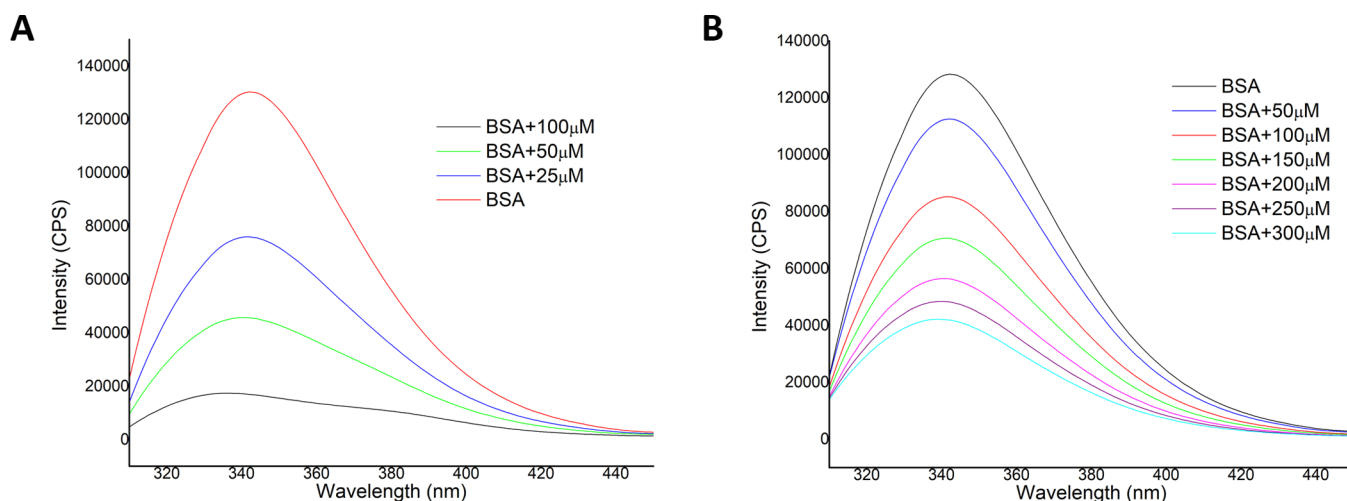 A
Intensity (CPS)
140000
120000
100000
80000
60000
40000
20000
0
320 340 360 380 400 420 440
Wavelength (nm)
BSA+100μM
BSA+50μM
BSA+25μM
BSA
B
Intensity (CPS)
140000
120000
100000
80000
60000
40000
20000
0
320 340 360 380 400 420 440
Wavelength (nm)
BSA
BSA+50μM
BSA+100μM
BSA+150μM
BSA+200μM
BSA+250μM
BSA+300μM